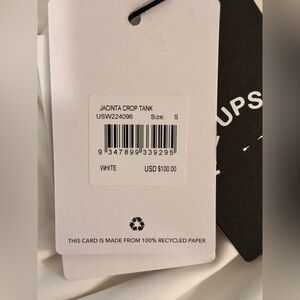 JACINTA CROP TANK
USW224096 Size: S
9 347899 339295
WHITE USD $100.00
THIS CARD IS MADE FROM 100% RECYCLED PAPER
UPS